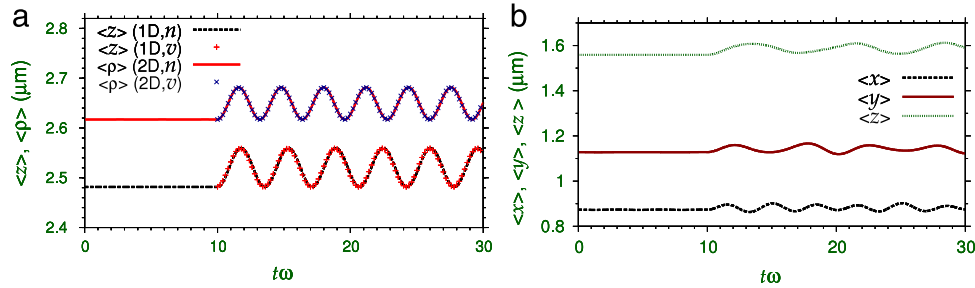 a
<z> (1D,n)
<z> (1D,v)
<ρ> (2D,n)
<ρ> (2D,v)
<z>, <ρ> (μm)
2.8
2.7
2.6
2.5
2.4
0
10
20
30
tω
b
<x>
<y>
<z>
<x>, <y>, <z> (μm)
1.6
1.4
1.2
1
0.8
0
10
20
30
tω